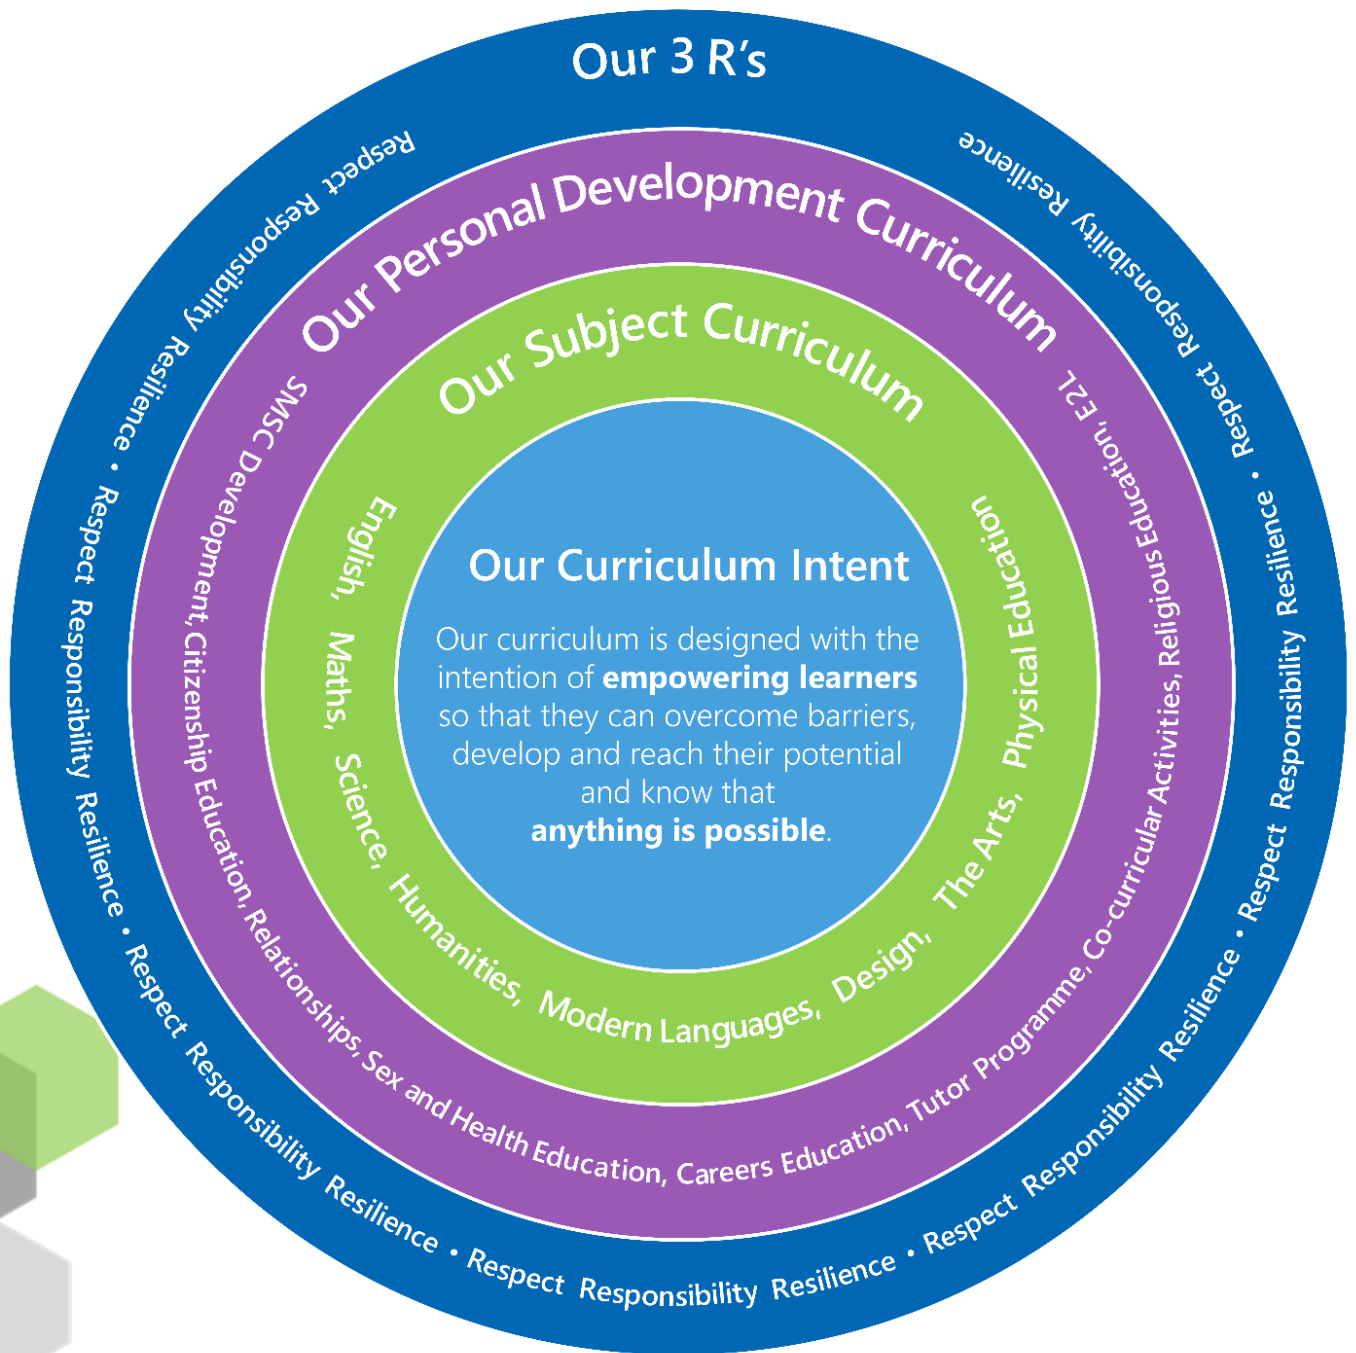 Our 3 R's
Respect Responsibility Resilience • Respect Responsibility Resilience • Respect Responsibility Resilience • Respect Responsibility Resilience • Respect Responsibility Resilience • Respect Responsibility Resilience • Respect Responsibility Resilience
Our Personal Development Curriculum
SMSC Development, Citizenship Education, Relationships, Sex and Health Education, Careers Education, Tutor Programme, Co-curricular Activities, Religious Education, E2L
Our Subject Curriculum
English, Maths, Science, Humanities, Modern Languages, Design, The Arts, Physical Education
Our Curriculum Intent
Our curriculum is designed with the
intention of empowering learners
so that they can overcome barriers,
develop and reach their potential
and know that
anything is possible.